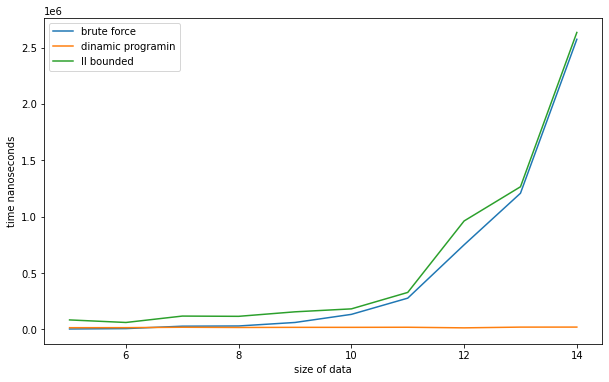 1e6
brute force
dinamic programin
ll bounded
2.5
2.0
1.5
1.0
0.5
0.0
time nanoseconds
6
8
10
12
14
size of data